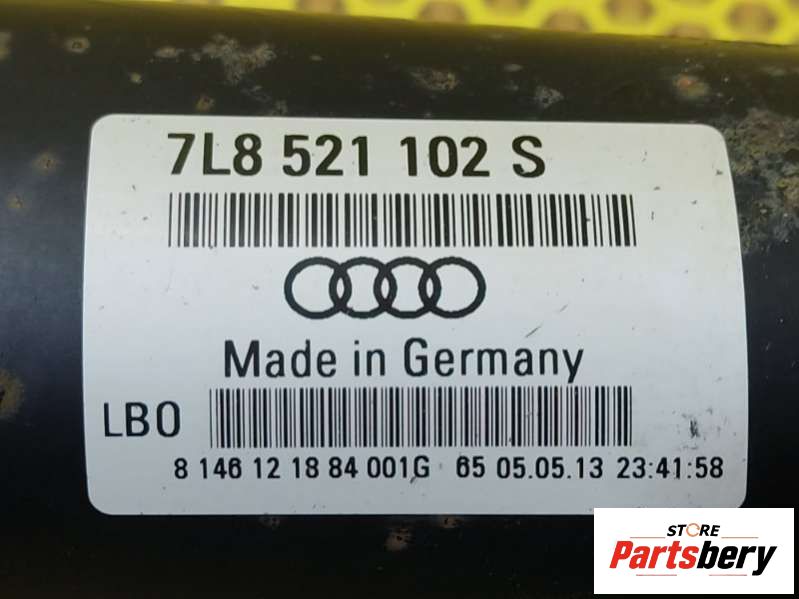 7L8 521 102 S
Made in Germany
LB0
8 146 12 18 84 001G 65 05.05.13 23:41:58
STORE
Partsbery